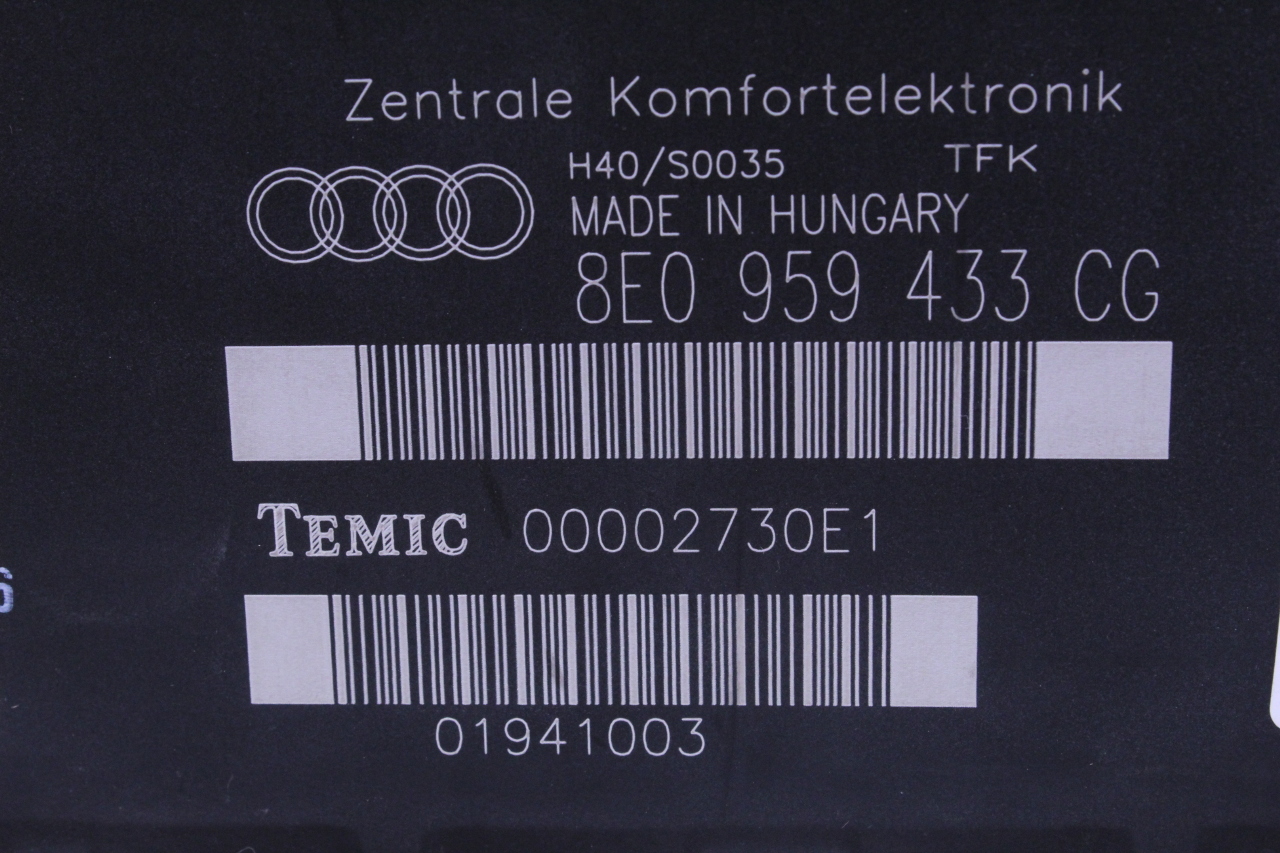 Zentrale Komfortelektronik
H40/S0035 TFK
MADE IN HUNGARY
8E0 959 433 CG
TEMIC 00002730E1
01941003